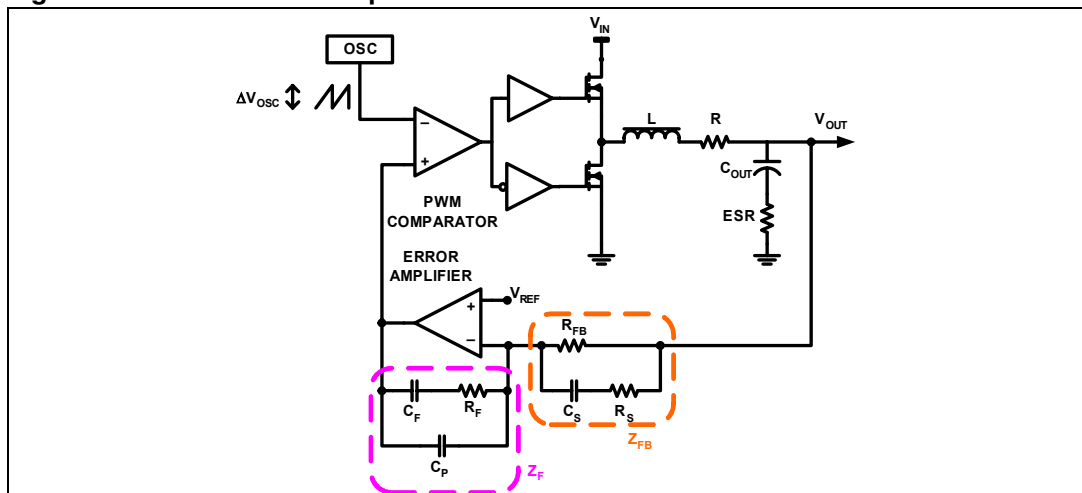 OSC
V_IN
ΔV_OSC
L
R
V_OUT
C_OUT
ESR
PWM
COMPARATOR
ERROR
AMPLIFIER
V_REF
R_FB
C_S
R_S
Z_FB
C_F
R_F
C_P
Z_F